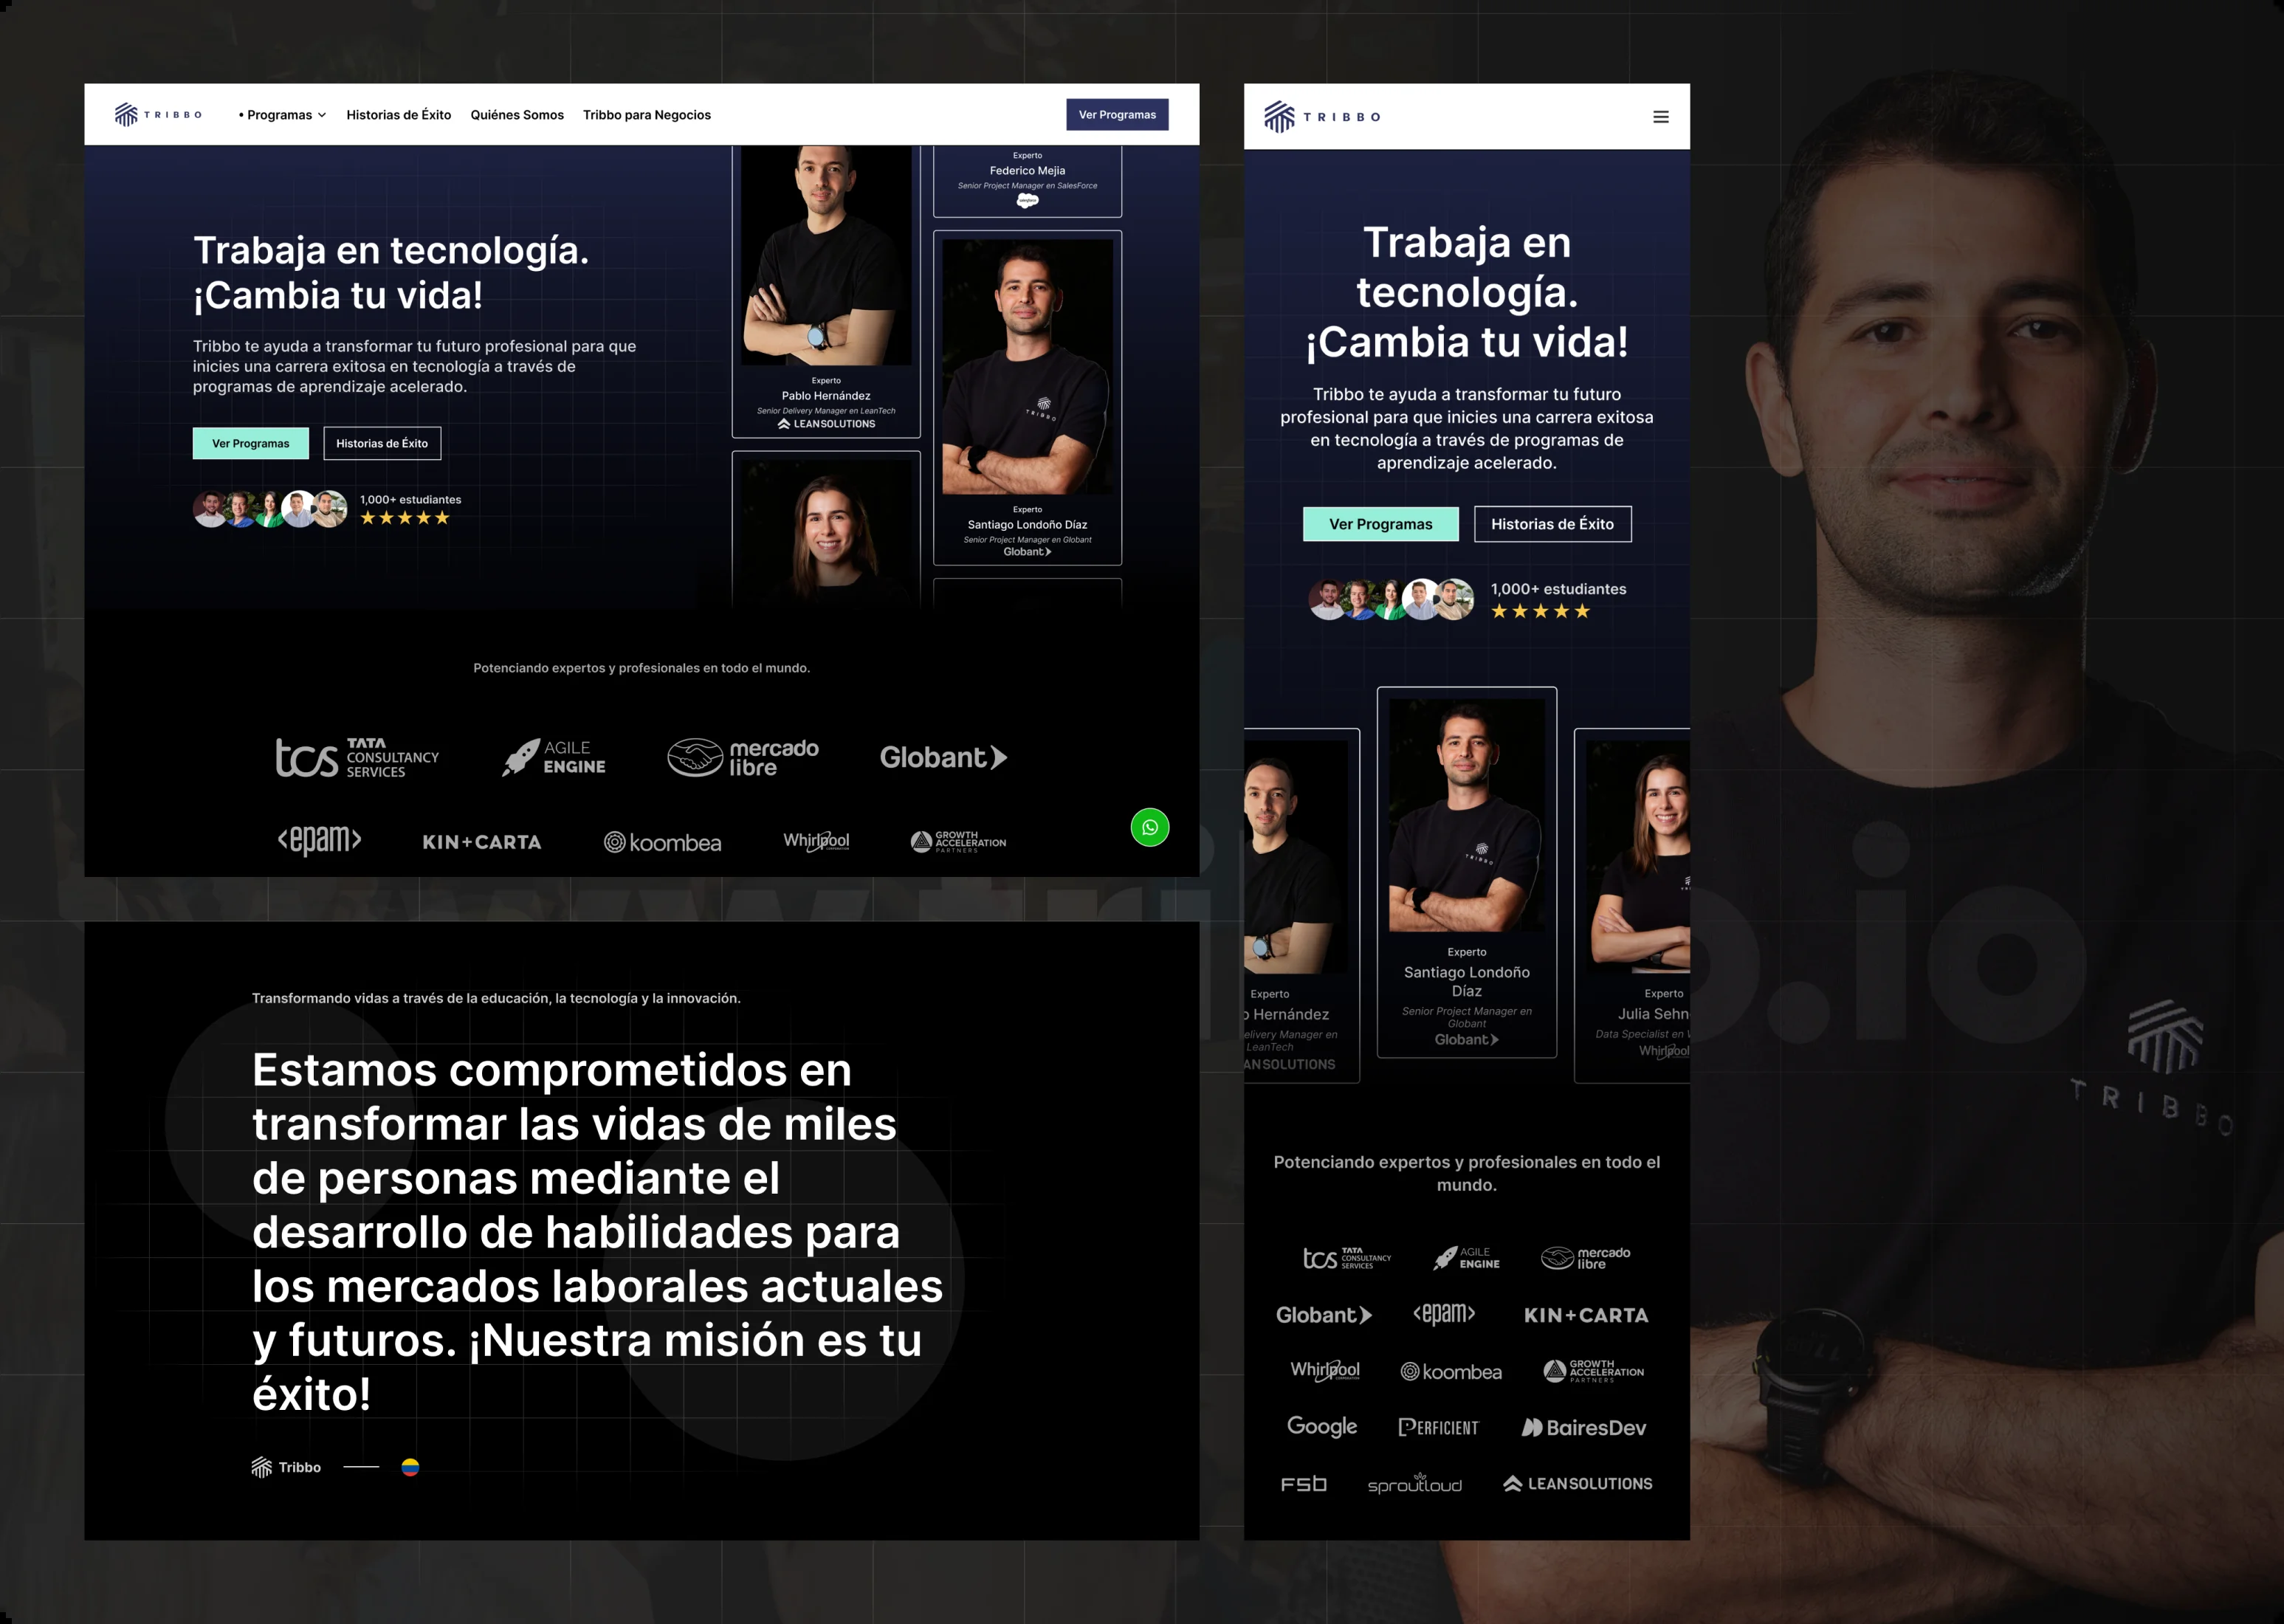 TRIBBO
• Programas
Historias de Éxito
Quiénes Somos
Tribbo para Negocios
Ver Programas
Trabaja en tecnología.
¡Cambia tu vida!
Tribbo te ayuda a transformar tu futuro profesional para que
inicies una carrera exitosa en tecnología a través de
programas de aprendizaje acelerado.
Ver Programas
Historias de Éxito
1,000+ estudiantes
Experto
Pablo Hernández
Senior Delivery Manager en LeanTech
LEANSOLUTIONS
Experto
Federico Mejia
Senior Project Manager en SalesForce
salesforce
TRIBBO
Experto
Santiago Londoño Díaz
Senior Project Manager en Globant
Globant
Potenciando expertos y profesionales en todo el mundo.
tcs TATA
CONSULTANCY
SERVICES
AGILE
ENGINE
mercado
libre
Globant
<epam>
KIN+CARTA
koombea
Whirlpool
CORPORATION
GROWTH
ACCELERATION
PARTNERS
Transformando vidas a través de la educación, la tecnología y la innovación.
Estamos comprometidos en
transformar las vidas de miles
de personas mediante el
desarrollo de habilidades para
los mercados laborales actuales
y futuros. ¡Nuestra misión es tu
éxito!
Tribbo
TRIBBO
Trabaja en
tecnología.
¡Cambia tu vida!
Tribbo te ayuda a transformar tu futuro
profesional para que inicies una carrera exitosa
en tecnología a través de programas de
aprendizaje acelerado.
Ver Programas
Historias de Éxito
1,000+ estudiantes
Experto
o Hernández
elivery Manager en
LeanTech
ANSOLUTIONS
TRIBBO
Experto
Santiago Londoño
Díaz
Senior Project Manager en
Globant
Globant
Experto
Julia Sehn
Data Specialist en
Whirlpool
Potenciando expertos y profesionales en todo el
mundo.
tcs TATA
CONSULTANCY
SERVICES
AGILE
ENGINE
mercado
libre
Globant
<epam>
KIN+CARTA
Whirlpool
CORPORATION
koombea
GROWTH
ACCELERATION
PARTNERS
Google
PERFICIENT
BairesDev
FSb
sproutloud
LEANSOLUTIONS
.io
TRIBBO